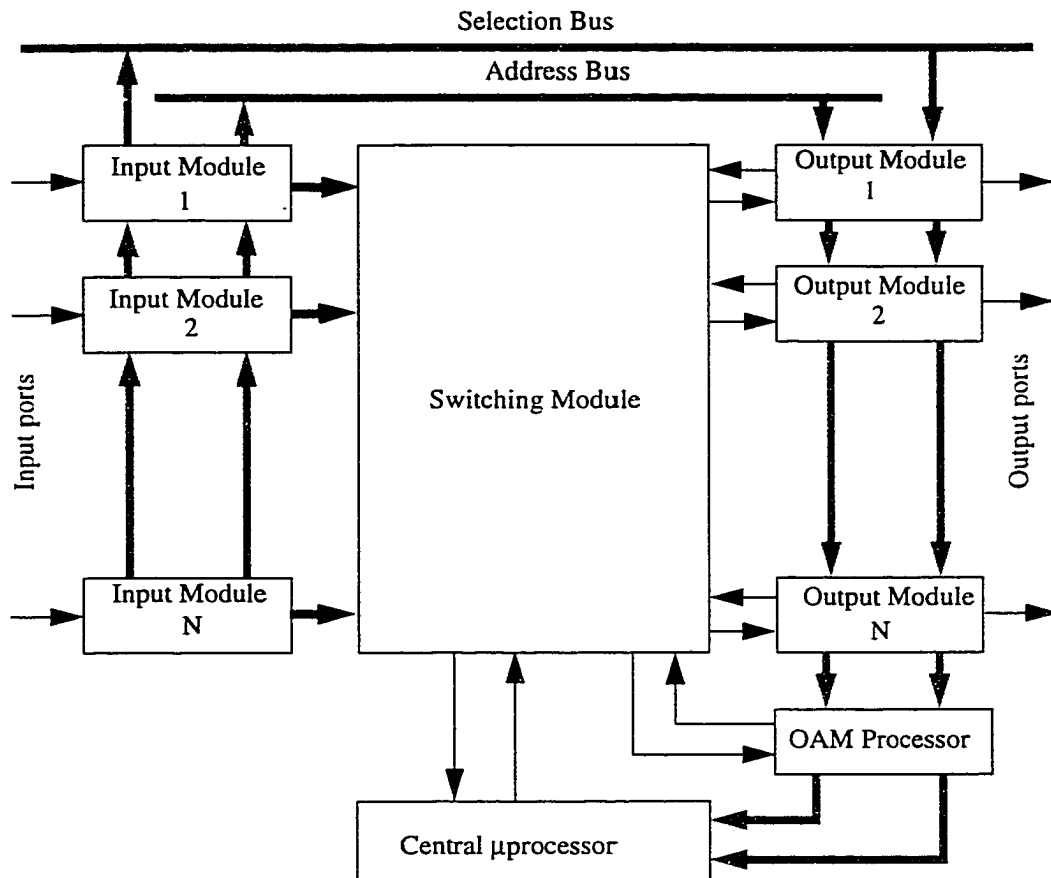 Selection Bus
Address Bus
Input Module
1
Output Module
1
Input Module
2
Output Module
2
Input ports
Switching Module
Output ports
Input Module
N
Output Module
N
OAM Processor
Central µprocessor